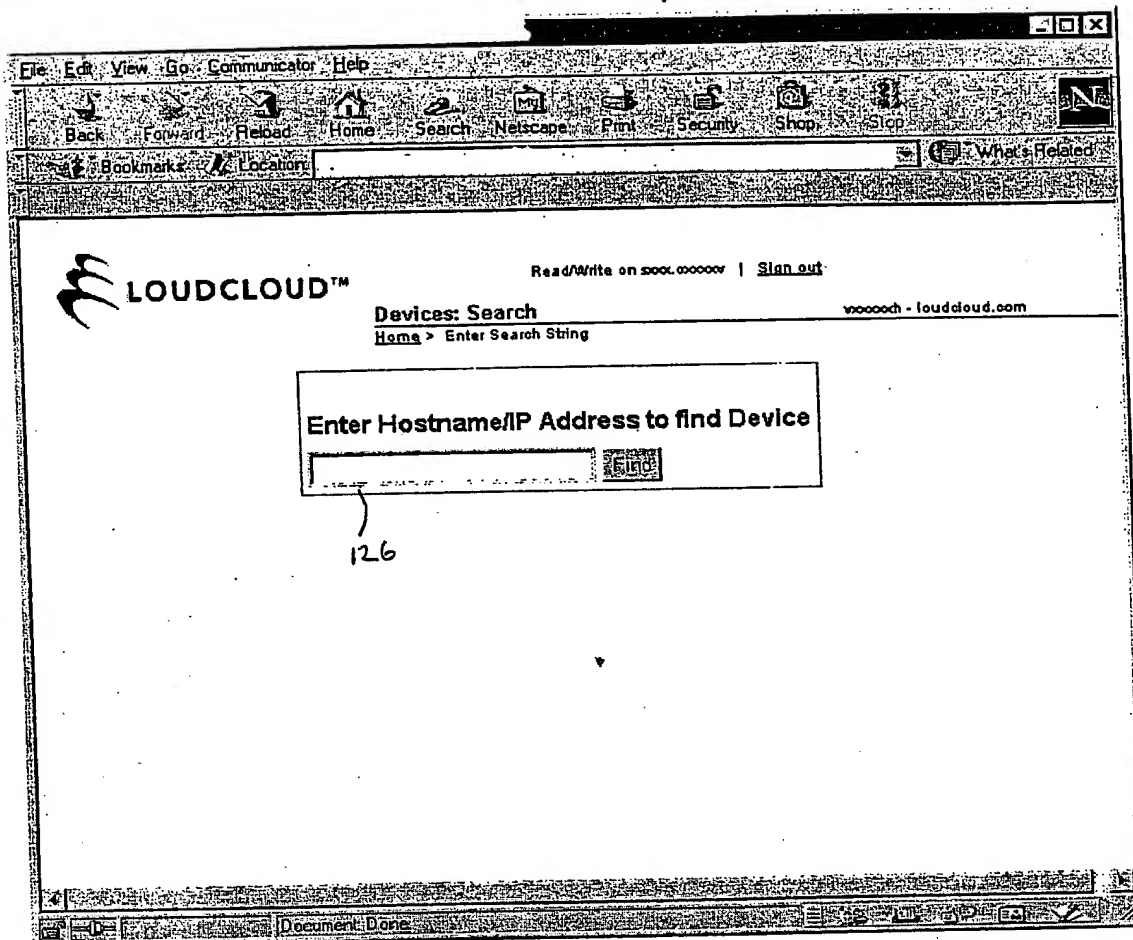 File Edit View Go Communicator Help
Back Forward Reload Home Search Netscape Print Security Shop Stop
My
N
Bookmarks Location: What's Related
LOUDCLOUD™
Read/Write on | Sign out
Devices: Search
- loudcloud.com
Home > Enter Search String
Enter Hostname/IP Address to find Device
Find
126
Document: Done